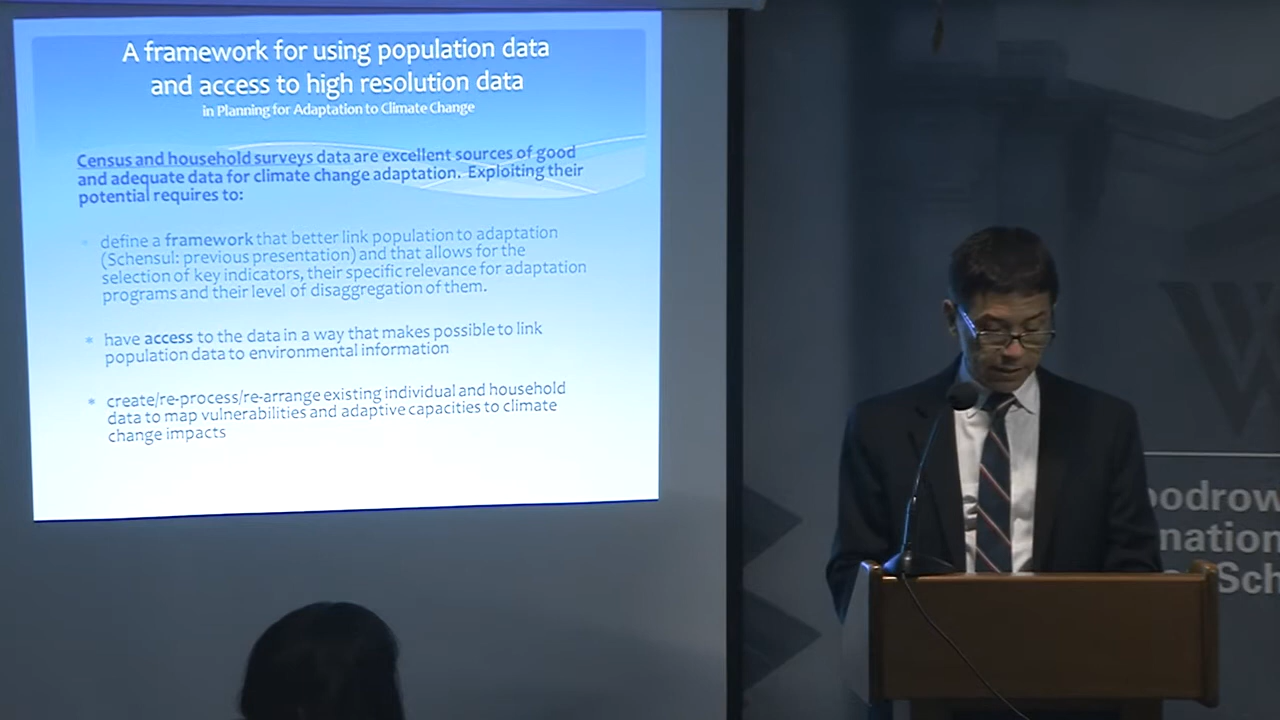 A framework for using population data
and access to high resolution data
in Planning for Adaptation to Climate Change
Census and household surveys data are excellent sources of good
and adequate data for climate change adaptation. Exploiting their
potential requires to:
define a framework that better link population to adaptation
(Schensul: previous presentation) and that allows for the
selection of key indicators, their specific relevance for adaptation
programs and their level of disaggregation of them.
* have access to the data in a way that makes possible to link
population data to environmental information
* create/re-process/re-arrange existing individual and household
data to map vulnerabilities and adaptive capacities to climate
change impacts
W
oodrow
nation
Sch